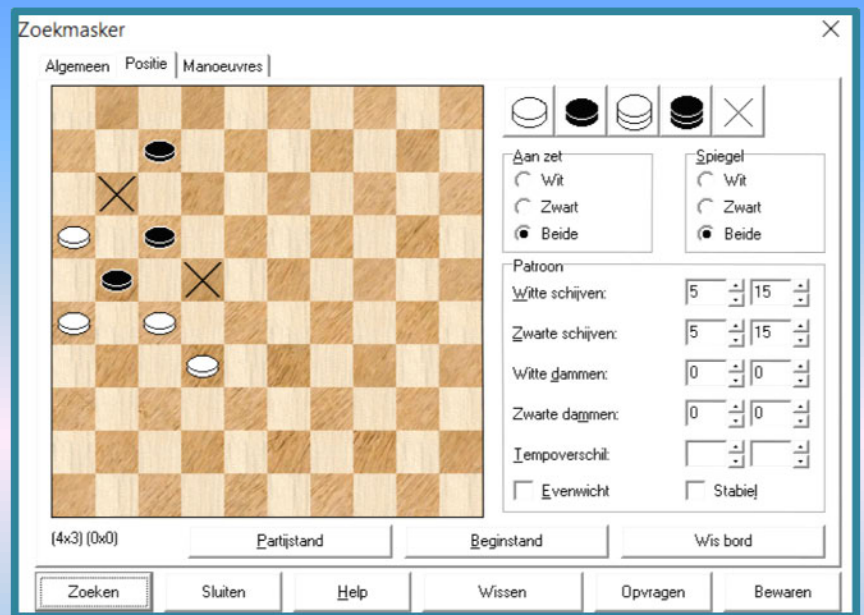 Zoekmasker
Algemeen Positie Manoeuvres
Aan zet
Wit
Zwart
Beide
Spiegel
Wit
Zwart
Beide
Patroon
Witte schijven: 5 15
Zwarte schijven: 5 15
Witte dammen: 0 0
Zwarte dammen: 0 0
Tempoverschil:
Evenwicht Stabiel
(4x3) (0x0) Partijstand Beginstand Wis bord
Zoeken Sluiten Help Wissen Opvragen Bewaren